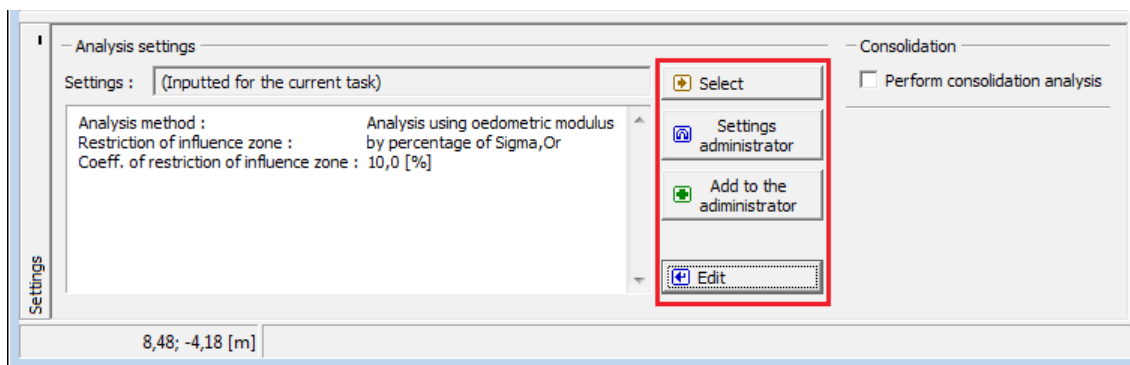 Analysis settings
Settings : (Inputted for the current task)
Analysis method : Analysis using oedometric modulus
Restriction of influence zone : by percentage of Sigma,Or
Coeff. of restriction of influence zone : 10,0 [%]
Select
Settings
administrator
Add to the
adiministrator
Edit
Consolidation
Perform consolidation analysis
Settings
8,48; -4,18 [m]